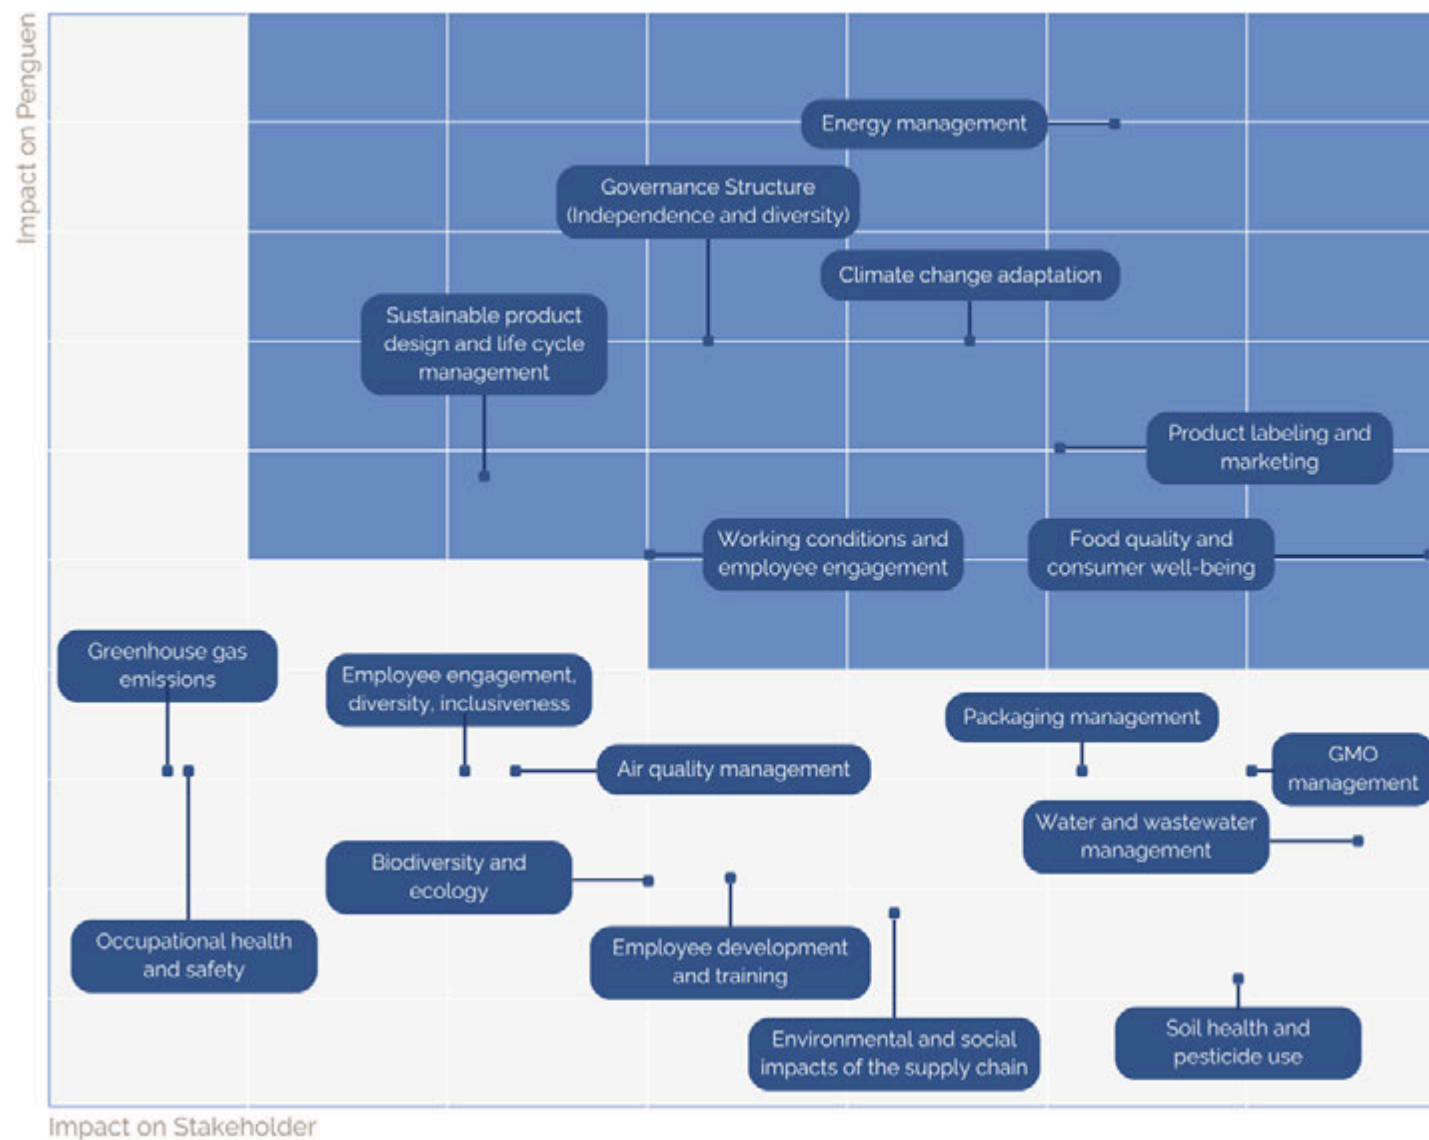 Impact on Penguen
Energy management
Governance Structure
(Independence and diversity)
Climate change adaptation
Sustainable product
design and life cycle
management
Product labeling and
marketing
Working conditions and
employee engagement
Food quality and
consumer well-being
Greenhouse gas
emissions
Employee engagement,
diversity, inclusiveness
Packaging management
Air quality management
GMO
management
Water and wastewater
management
Biodiversity and
ecology
Occupational health
and safety
Employee development
and training
Environmental and social
impacts of the supply chain
Soil health and
pesticide use
Impact on Stakeholder